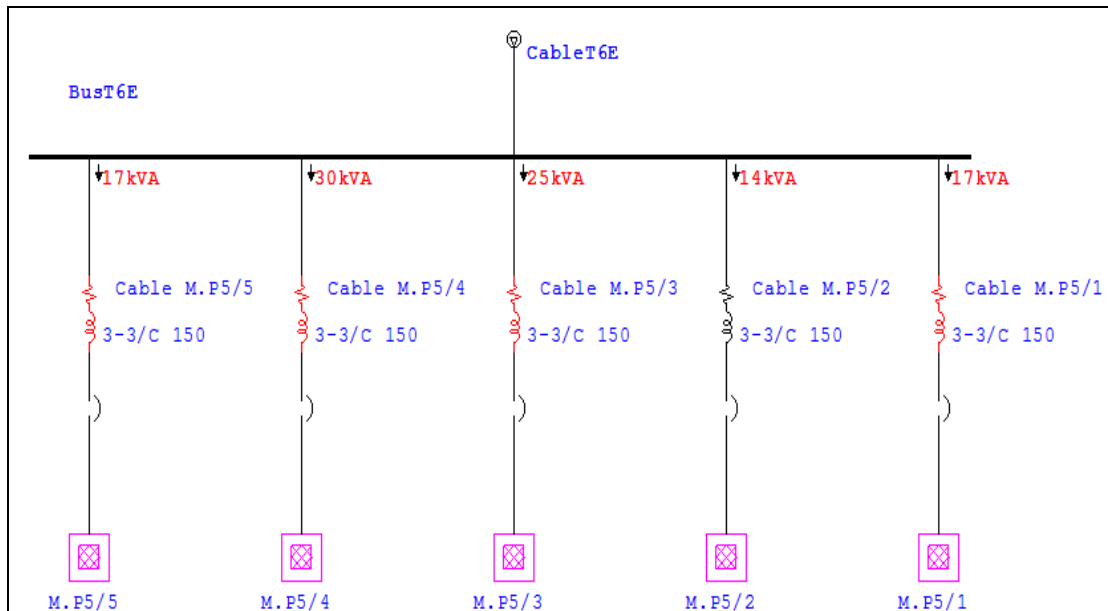 CableT6E
BusT6E
17kVA 30kVA 25kVA 14kVA 17kVA
Cable M.P5/5 Cable M.P5/4 Cable M.P5/3 Cable M.P5/2 Cable M.P5/1
3-3/C 150 3-3/C 150 3-3/C 150 3-3/C 150 3-3/C 150
M.P5/5 M.P5/4 M.P5/3 M.P5/2 M.P5/1